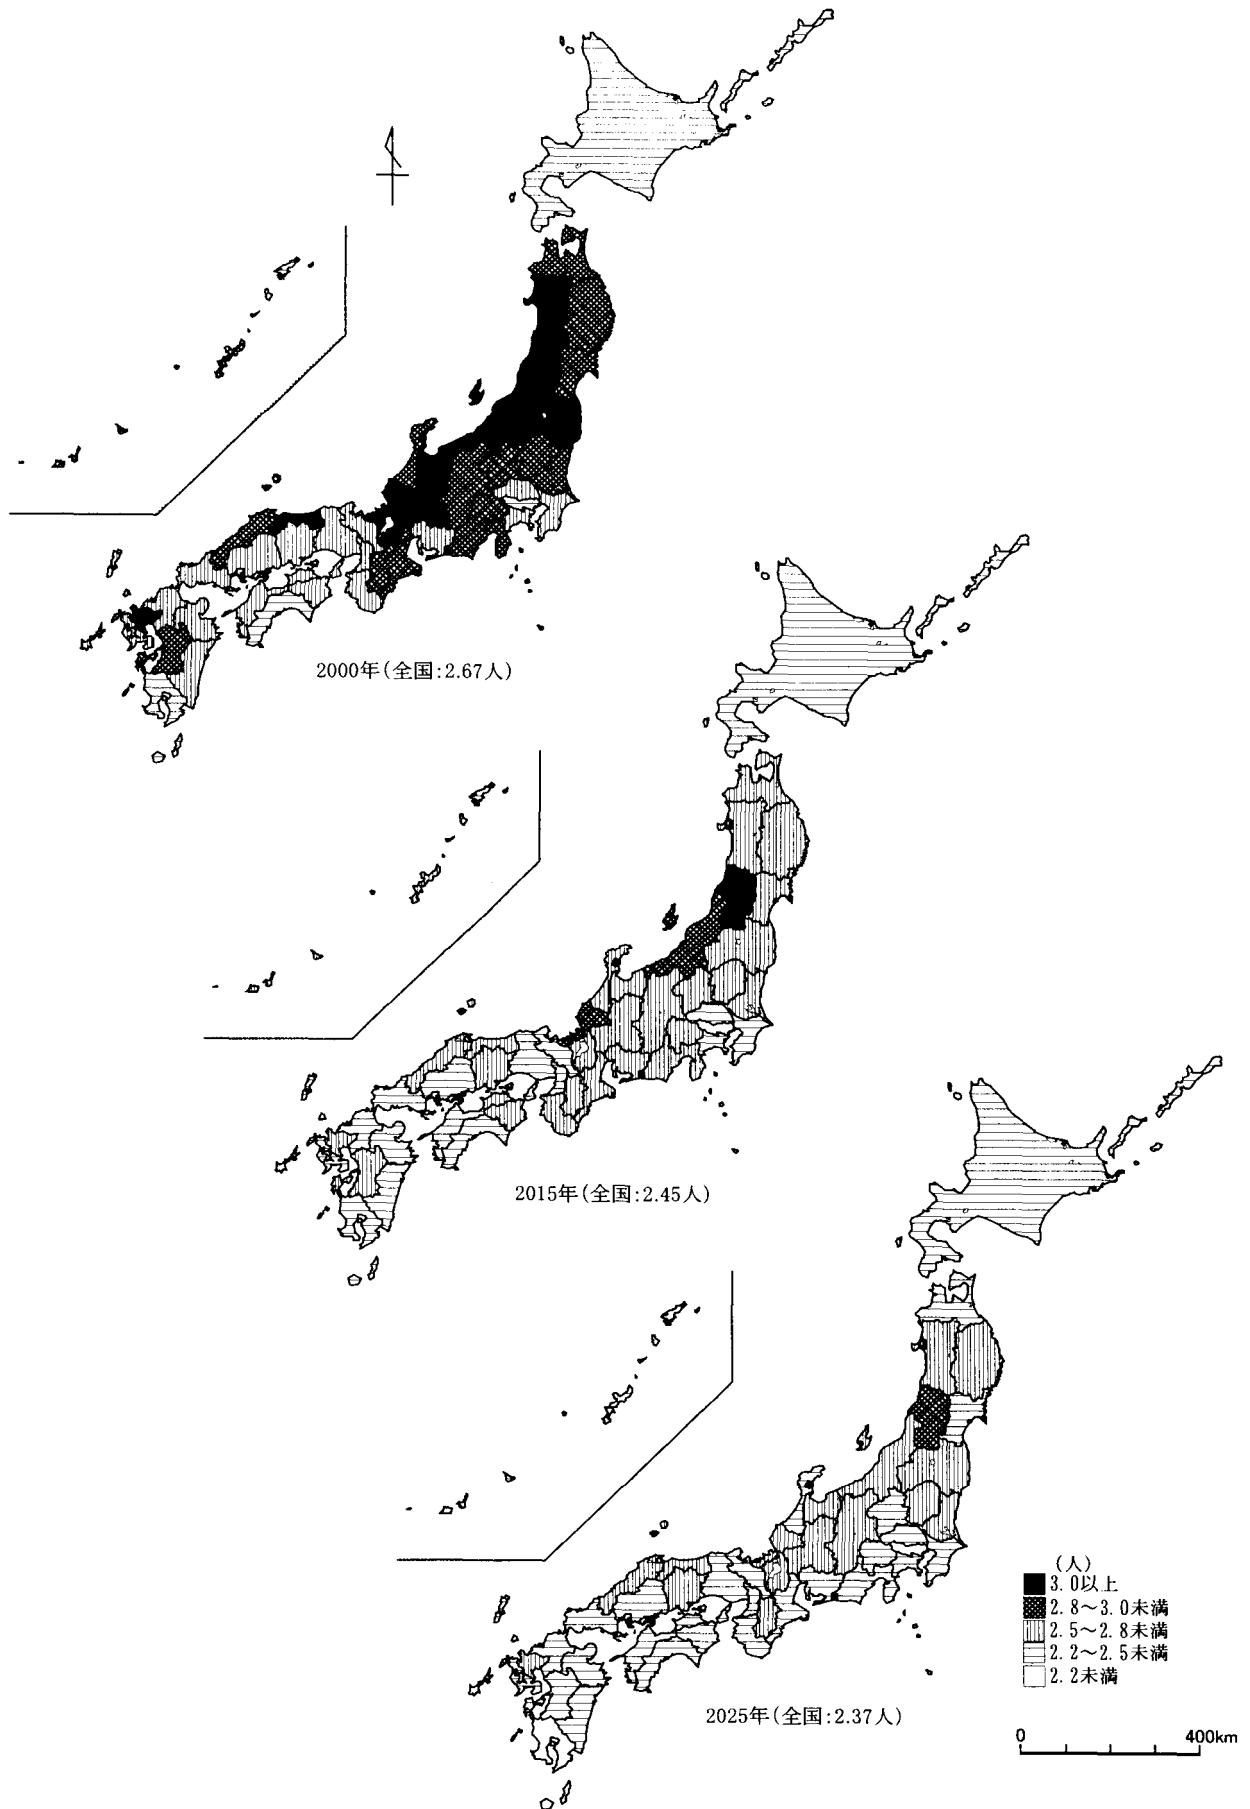 2000年(全国:2.67人)
2015年(全国:2.45人)
2025年(全国:2.37人)
(人)
3.0以上
2.8～3.0未満
2.5～2.8未満
2.2～2.5未満
2.2未満
0 400km